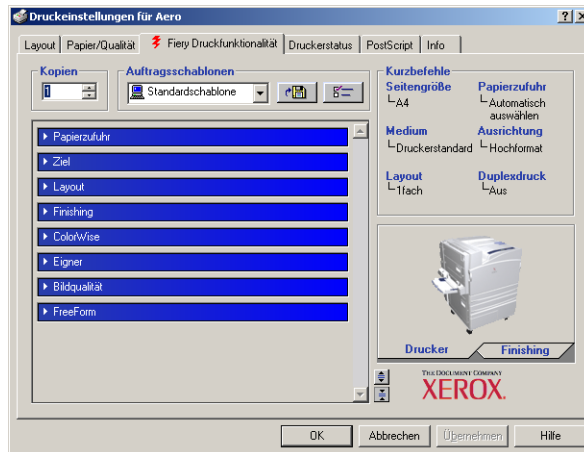 Druckeinstellungen für Aero
Layout
Papier/Qualität
Fiery Druckfunktionalität
Druckerstatus
PostScript
Info
Kopien
1
Auftragsschablonen
Standardschablone
Papierzufuhr
Ziel
Layout
Finishing
ColorWise
Eigner
Bildqualität
FreeForm
Kurzbefehle
Seitengröße
A4
Papierzufuhr
Automatisch
auswählen
Medium
Druckerstandard
Ausrichtung
Hochformat
Layout
1fach
Duplexdruck
Aus
Drucker
Finishing
THE DOCUMENT COMPANY
XEROX.
OK
Abbrechen
Übernehmen
Hilfe